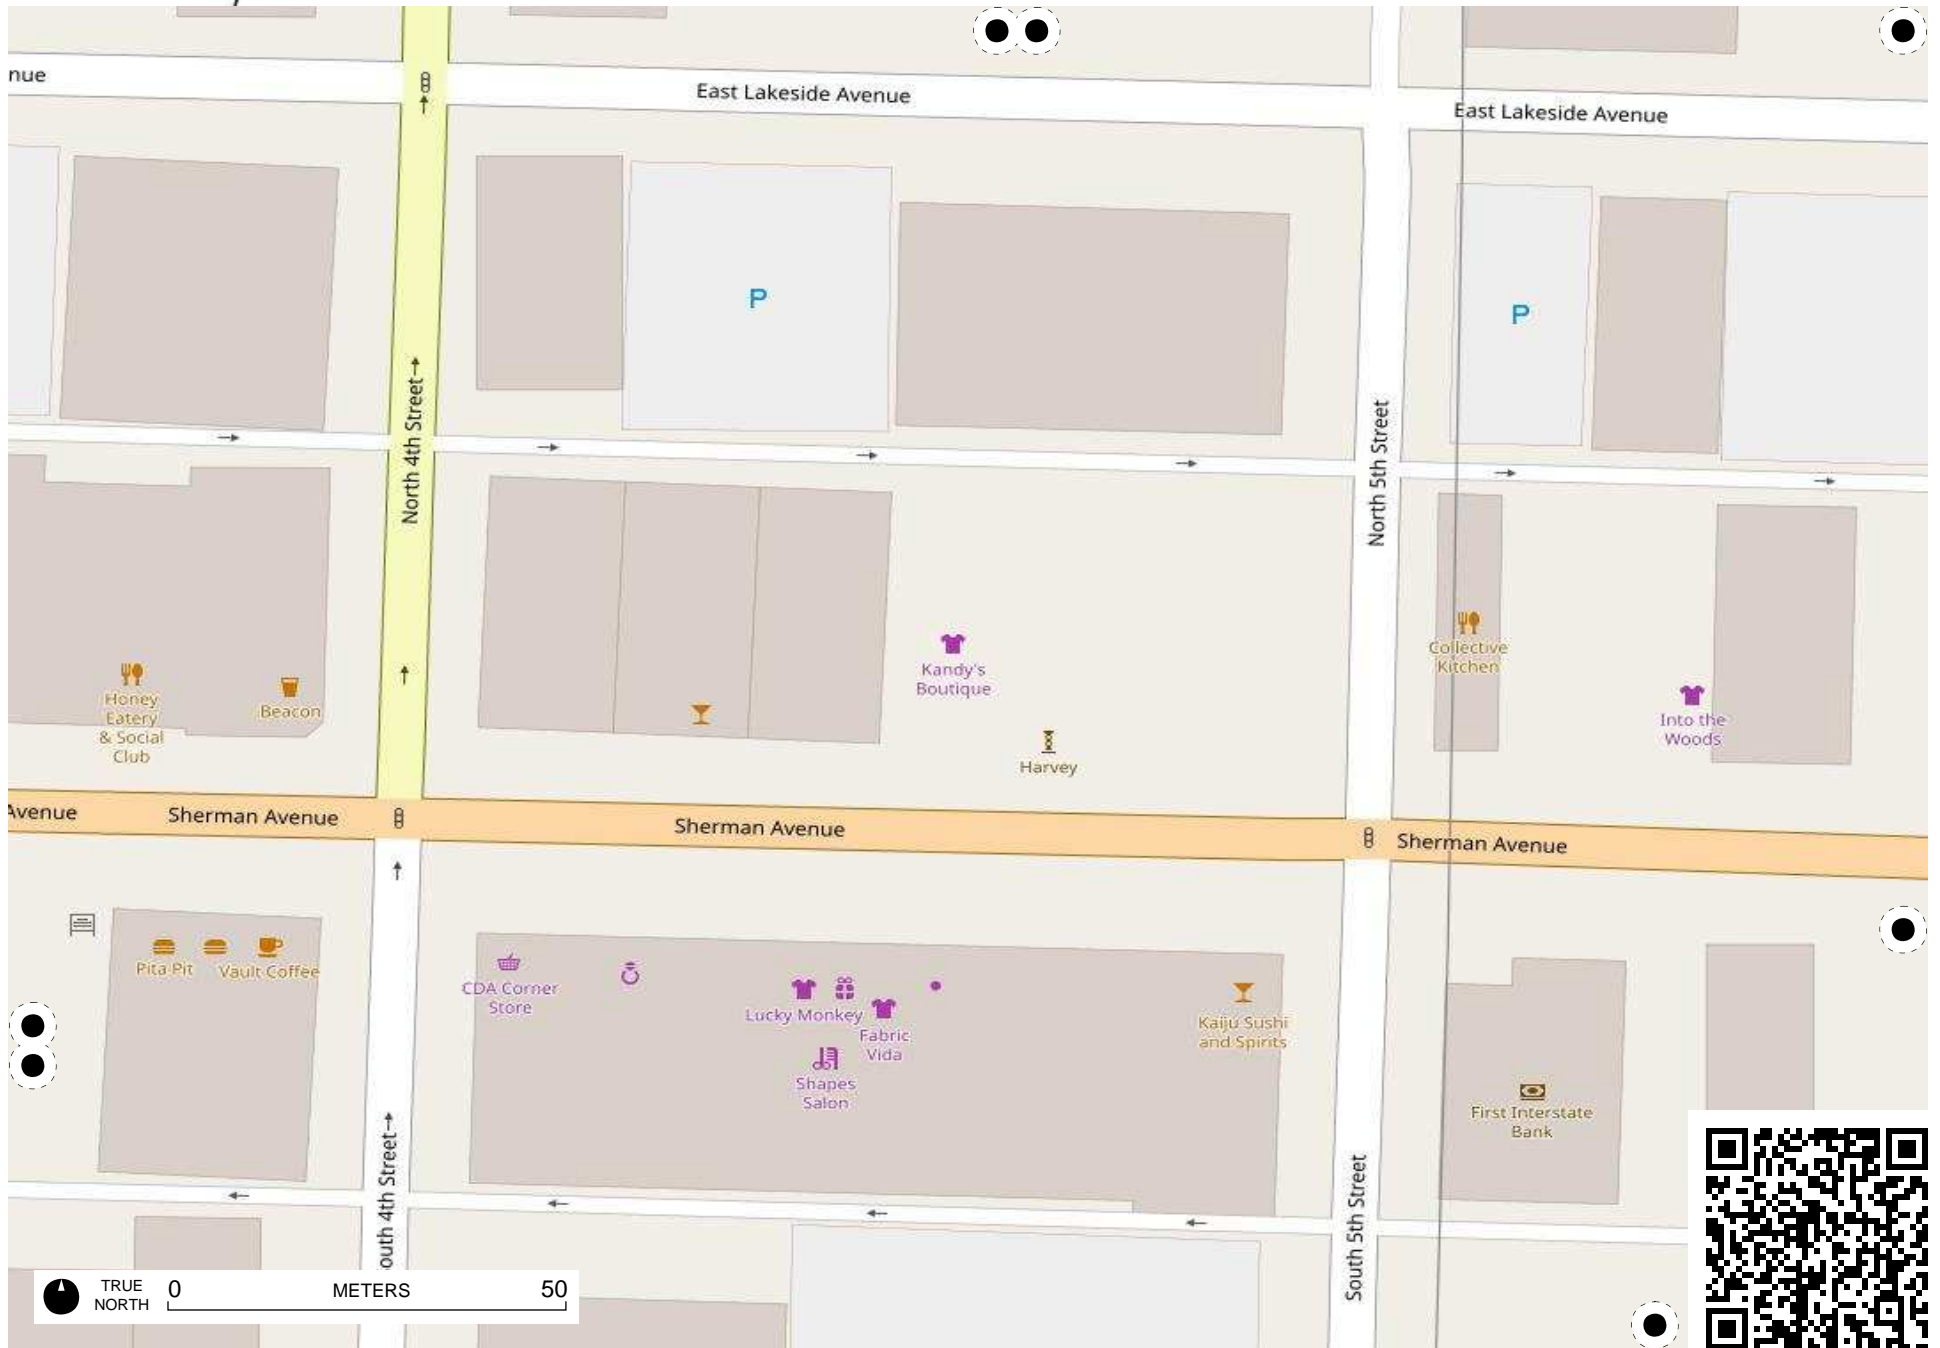 nue
East Lakeside Avenue
East Lakeside Avenue
P
P
North 4th Street
North 5th Street
Honey
Eatery
& Social
Club
Beacon
Kandy's
Boutique
Harvey
Collective
Kitchen
Into the
Woods
Avenue
Sherman Avenue
Sherman Avenue
Sherman Avenue
Pita Pit
Vault Coffee
CDA Corner
Store
Lucky Monkey
Fabric
Vida
Shapes
Salon
Kaiju Sushi
and Spirits
First Interstate
Bank
outh 4th Street
South 5th Street
TRUE
NORTH
0 METERS 50